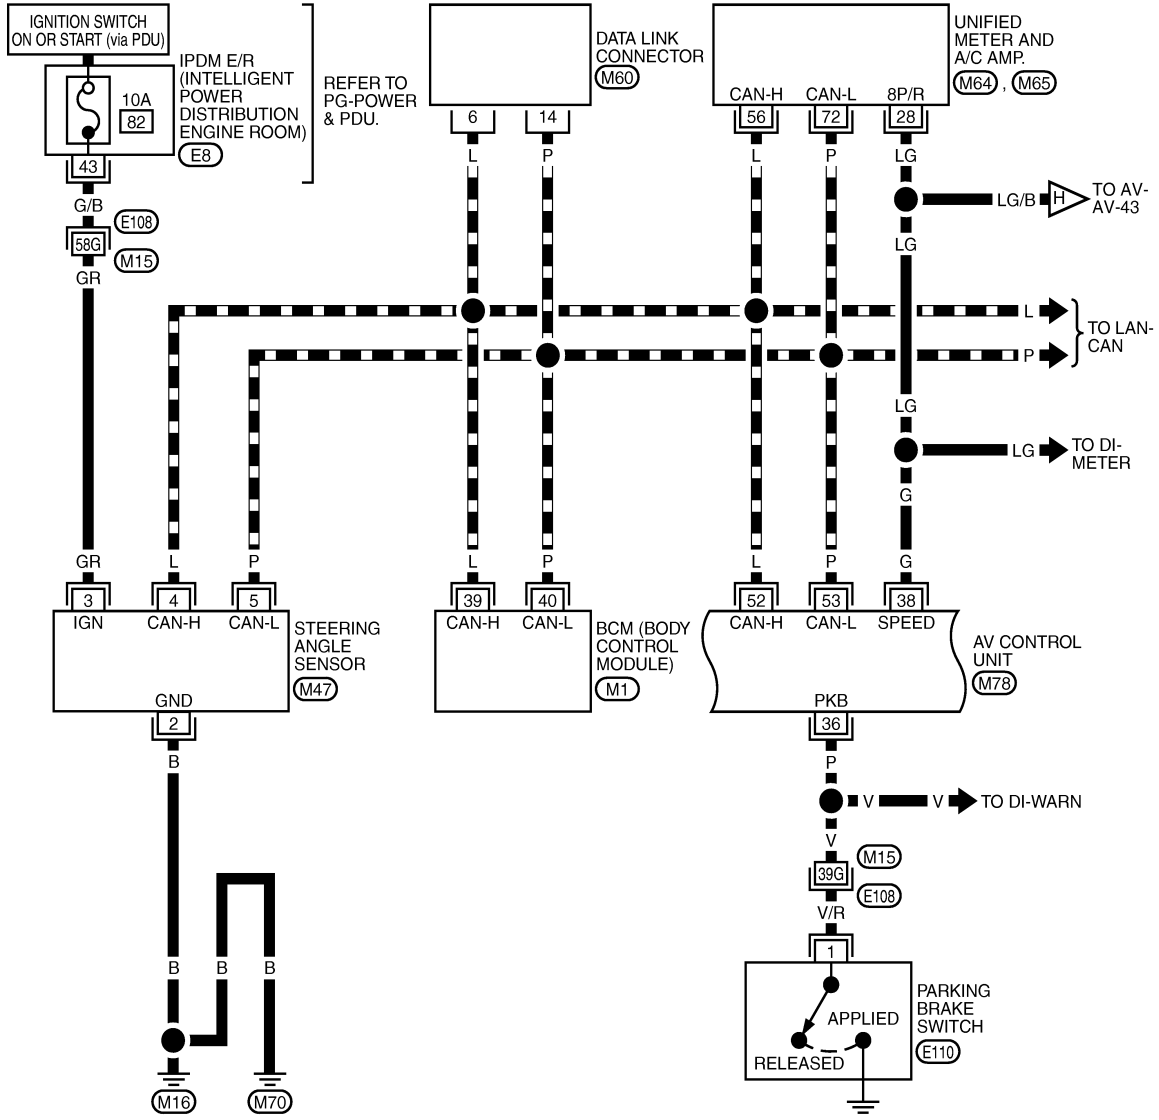 IGNITION SWITCH
ON OR START (via PDU)
IPDM E/R
(INTELLIGENT
POWER
DISTRIBUTION
ENGINE ROOM)
E8
10A
82
43
REFER TO
PG-POWER
& PDU.
DATA LINK
CONNECTOR
M60
6
14
UNIFIED
METER AND
A/C AMP.
M64 , M65
CAN-H
CAN-L
8P/R
56
72
28
L
P
L
P
LG
G/B
E108
58G
M15
GR
LG/B
H
TO AV-
AV-43
LG
L
P
TO LAN-
CAN
LG
LG
TO DI-
METER
G
GR
L
P
L
P
L
P
G
3
4
5
39
40
52
53
38
IGN
CAN-H
CAN-L
STEERING
ANGLE
SENSOR
M47
GND
2
CAN-H
CAN-L
BCM (BODY
CONTROL
MODULE)
M1
CAN-H
CAN-L
SPEED
AV CONTROL
UNIT
M78
PKB
36
B
P
V
V
TO DI-WARN
V
M15
39G
E108
V/R
1
B
B
B
M16
M70
APPLIED
RELEASED
PARKING
BRAKE
SWITCH
E110